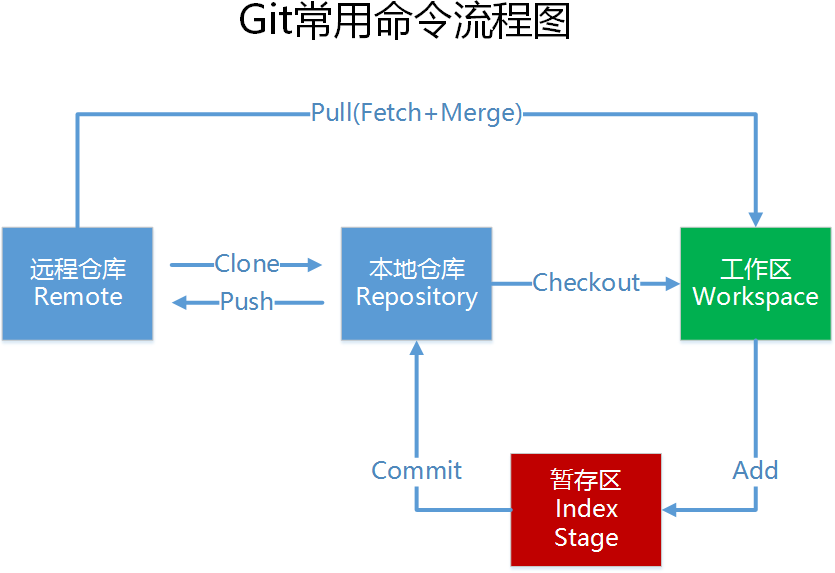 Git常用命令流程图
Pull(Fetch+Merge)
远程仓库
Remote
Clone
Push
本地仓库
Repository
Checkout
工作区
Workspace
Commit
暂存区
Index
Stage
Add